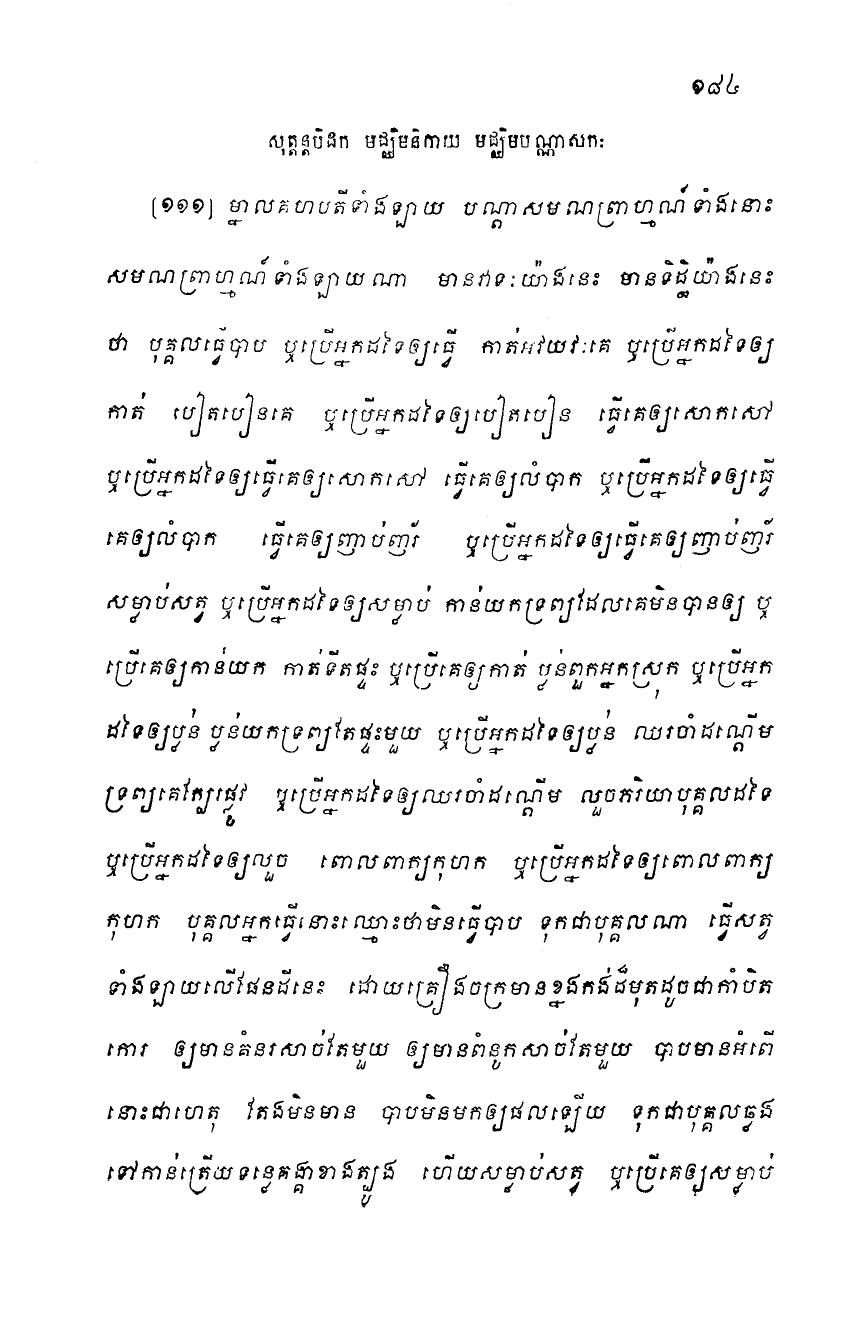 ១៨៤
សុត្តន្តបិដក មជ្ឈិមនិកាយ មជ្ឈិមបណ្ណាសកៈ
[១១១] ម្នាលគហបតីទាំងឡាយ បណ្តាសមណព្រាហ្មណ៍ទាំងនោះ
សមណព្រាហ្មណ៍ទាំងឡាយណា មានវាទៈយ៉ាងនេះ មានទិដ្ឋិយ៉ាងនេះ
ថា បុគ្គលធ្វើបាប ឬប្រើអ្នកដទៃឲ្យធ្វើ កាត់អវយវៈគេ ឬប្រើអ្នកដទៃឲ្យ
កាត់ បៀតបៀនគេ ឬប្រើអ្នកដទៃឲ្យបៀតបៀន ធ្វើគេឲ្យសោកសៅ
ឬប្រើអ្នកដទៃឲ្យធ្វើគេឲ្យសោកសៅ ធ្វើគេឲ្យលំបាក ឬប្រើអ្នកដទៃឲ្យធ្វើ
គេឲ្យលំបាក ធ្វើគេឲ្យញាប់ញ័រ ឬប្រើអ្នកដទៃឲ្យធ្វើគេឲ្យញាប់ញ័រ
សម្លាប់សត្វ ឬប្រើអ្នកដទៃឲ្យសម្លាប់ កាន់យកទ្រព្យដែលគេមិនបានឲ្យ ឬ
ប្រើគេឲ្យកាន់យក កាត់ទីតផ្ទះ ឬប្រើគេឲ្យកាត់ ប្លន់ពួកអ្នកស្រុក ឬប្រើអ្នក
ដទៃឲ្យប្លន់ ប្លន់យកទ្រព្យតែផ្ទះមួយ ឬប្រើអ្នកដទៃឲ្យប្លន់ ឈរចាំដណ្តើម
ទ្រព្យគេក្បែរផ្លូវ ឬប្រើអ្នកដទៃឲ្យឈរចាំដណ្តើម លួចភរិយាបុគ្គលដទៃ
ឬប្រើអ្នកដទៃឲ្យលួច ពោលពាក្យកុហក ឬប្រើអ្នកដទៃឲ្យពោលពាក្យ
កុហក បុគ្គលអ្នកធ្វើនោះឈ្មោះថាមិនធ្វើបាប ទុកជាបុគ្គលណា ធ្វើសត្វ
ទាំងឡាយលើផែនដីនេះ ដោយគ្រឿងចក្រមានខ្នងកង់ដ៏មុតដូចជាកាំបិត
កោរ ឲ្យមានគំនរសាច់តែមួយ ឲ្យមានពំនូកសាច់តែមួយ បាបមានអំពើ
នោះជាហេតុ តែងមិនមាន បាបមិនមកឲ្យផលឡើយ ទុកជាបុគ្គលឆ្លង
ទៅកាន់ត្រើយទន្លេគង្គាខាងត្បូង ហើយសម្លាប់សត្វ ឬប្រើគេឲ្យសម្លាប់